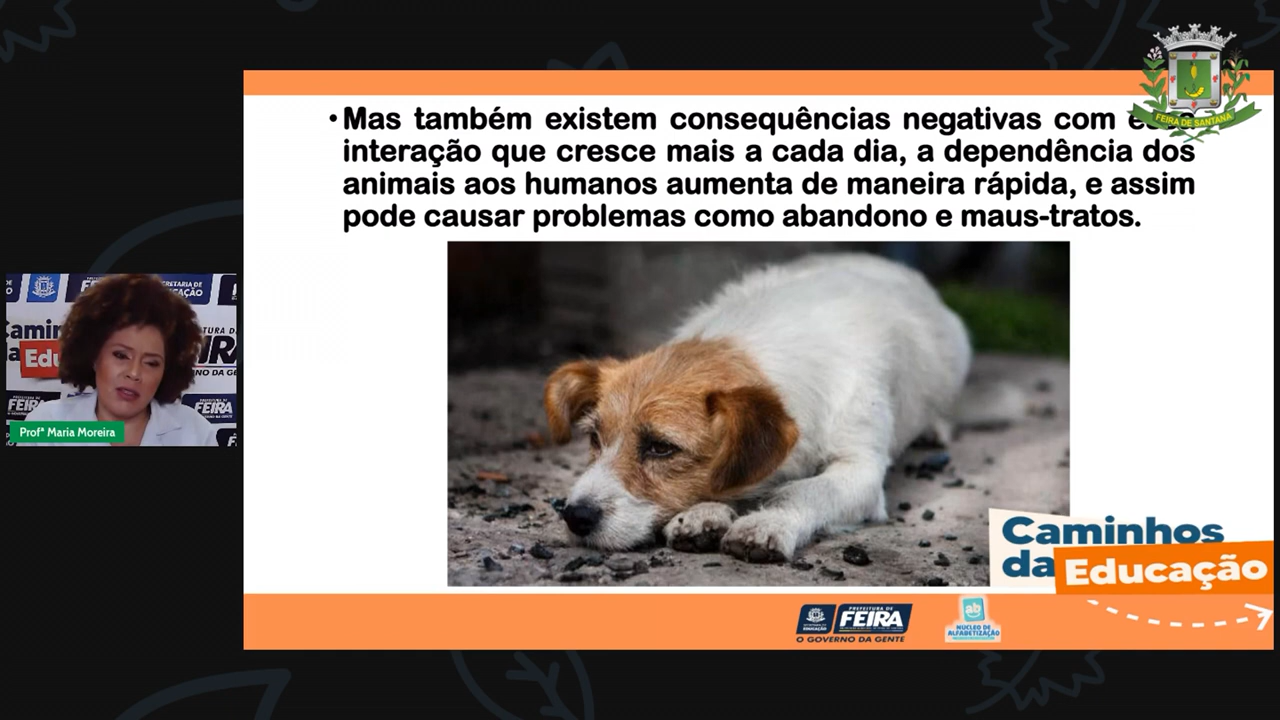 • Mas também existem consequências negativas com
interação que cresce mais a cada dia, a dependência dos
animais aos humanos aumenta de maneira rápida, e assim
pode causar problemas como abandono e maus-tratos.
FEIRA DE SANTANA
Profª Maria Moreira
Caminhos
da Educação
PREFEITURA DE
FEIRA
O GOVERNO DA GENTE
ab
NÚCLEO DE
ALFABETIZAÇÃO